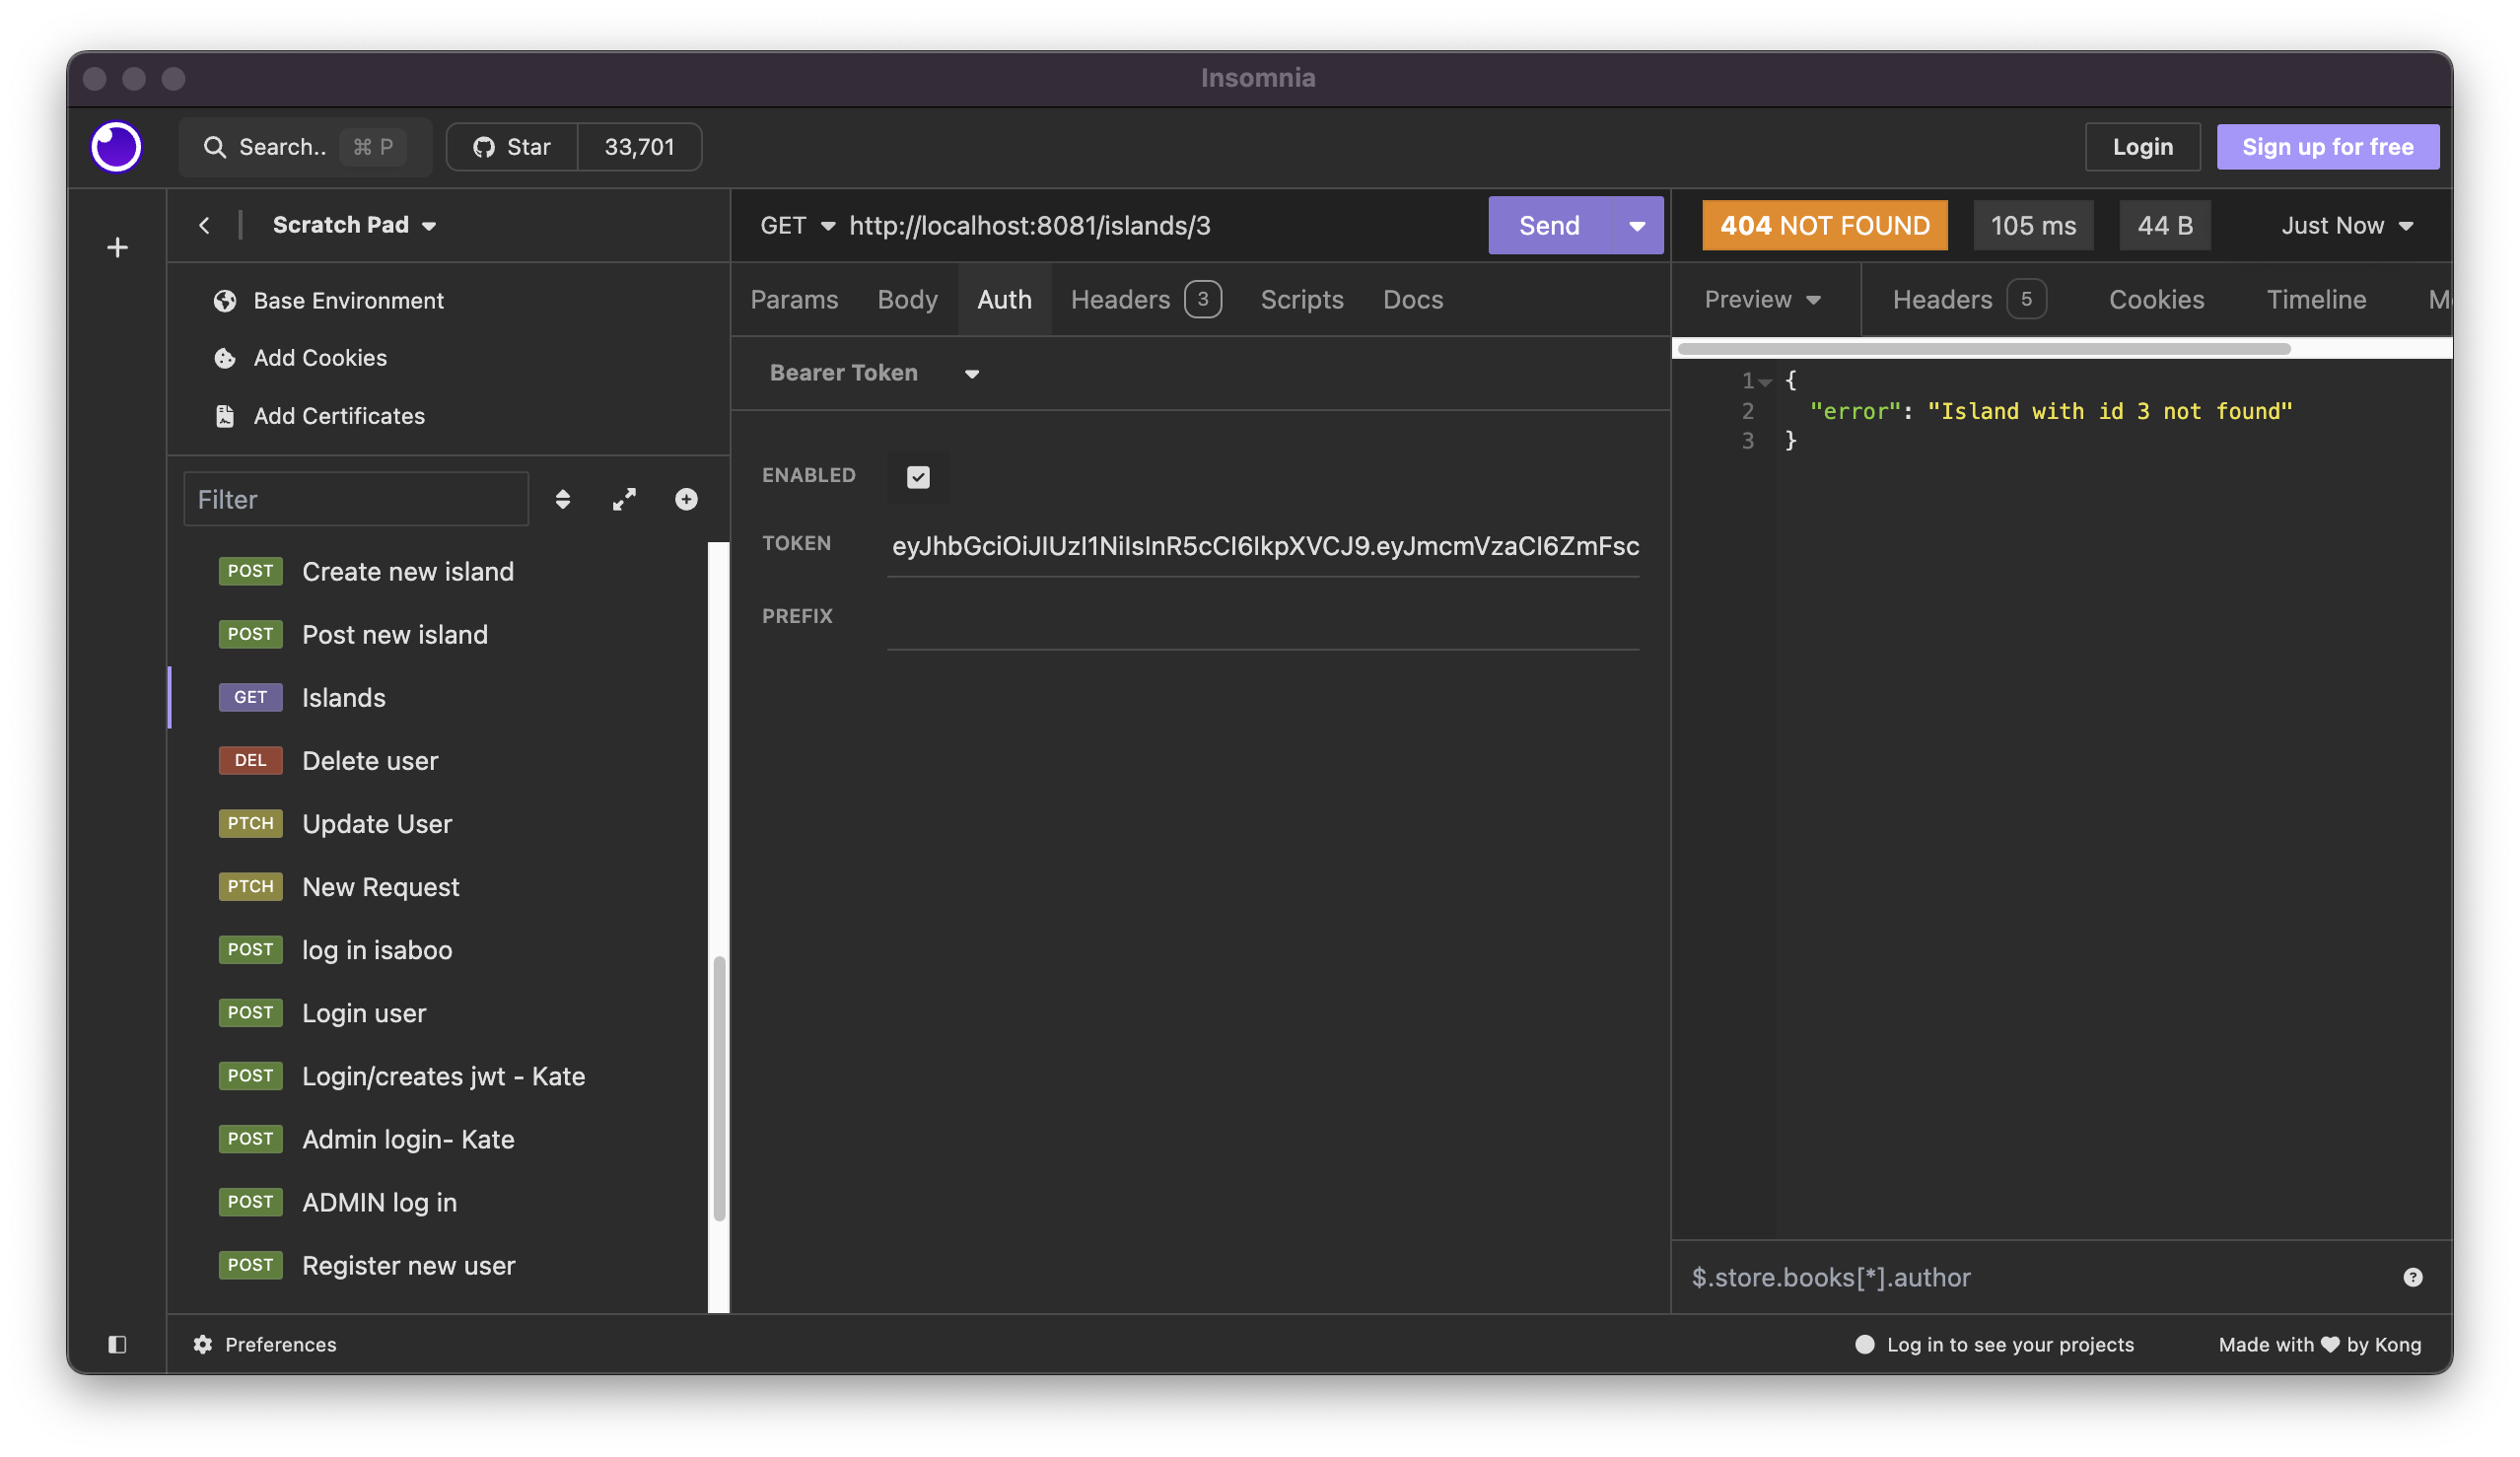 Insomnia
Search.. ⌘ P
Star 33,701
Login
Sign up for free
Scratch Pad
Base Environment
Add Cookies
Add Certificates
Filter
POST Create new island
POST Post new island
GET Islands
DEL Delete user
PTCH Update User
PTCH New Request
POST log in isaboo
POST Login user
POST Login/creates jwt - Kate
POST Admin login- Kate
POST ADMIN log in
POST Register new user
GET http://localhost:8081/islands/3
Send
Params Body Auth Headers 3 Scripts Docs
Bearer Token
ENABLED
TOKEN eyJhbGciOiJIUzI1NiIsInR5cCI6IkpXVCJ9.eyJmcmVzaCI6ZmFsc
PREFIX
404 NOT FOUND 105 ms 44 B Just Now
Preview Headers 5 Cookies Timeline
1 {
2 "error": "Island with id 3 not found"
3 }
$.store.books[*].author
?
Preferences
Log in to see your projects
Made with ♥ by Kong